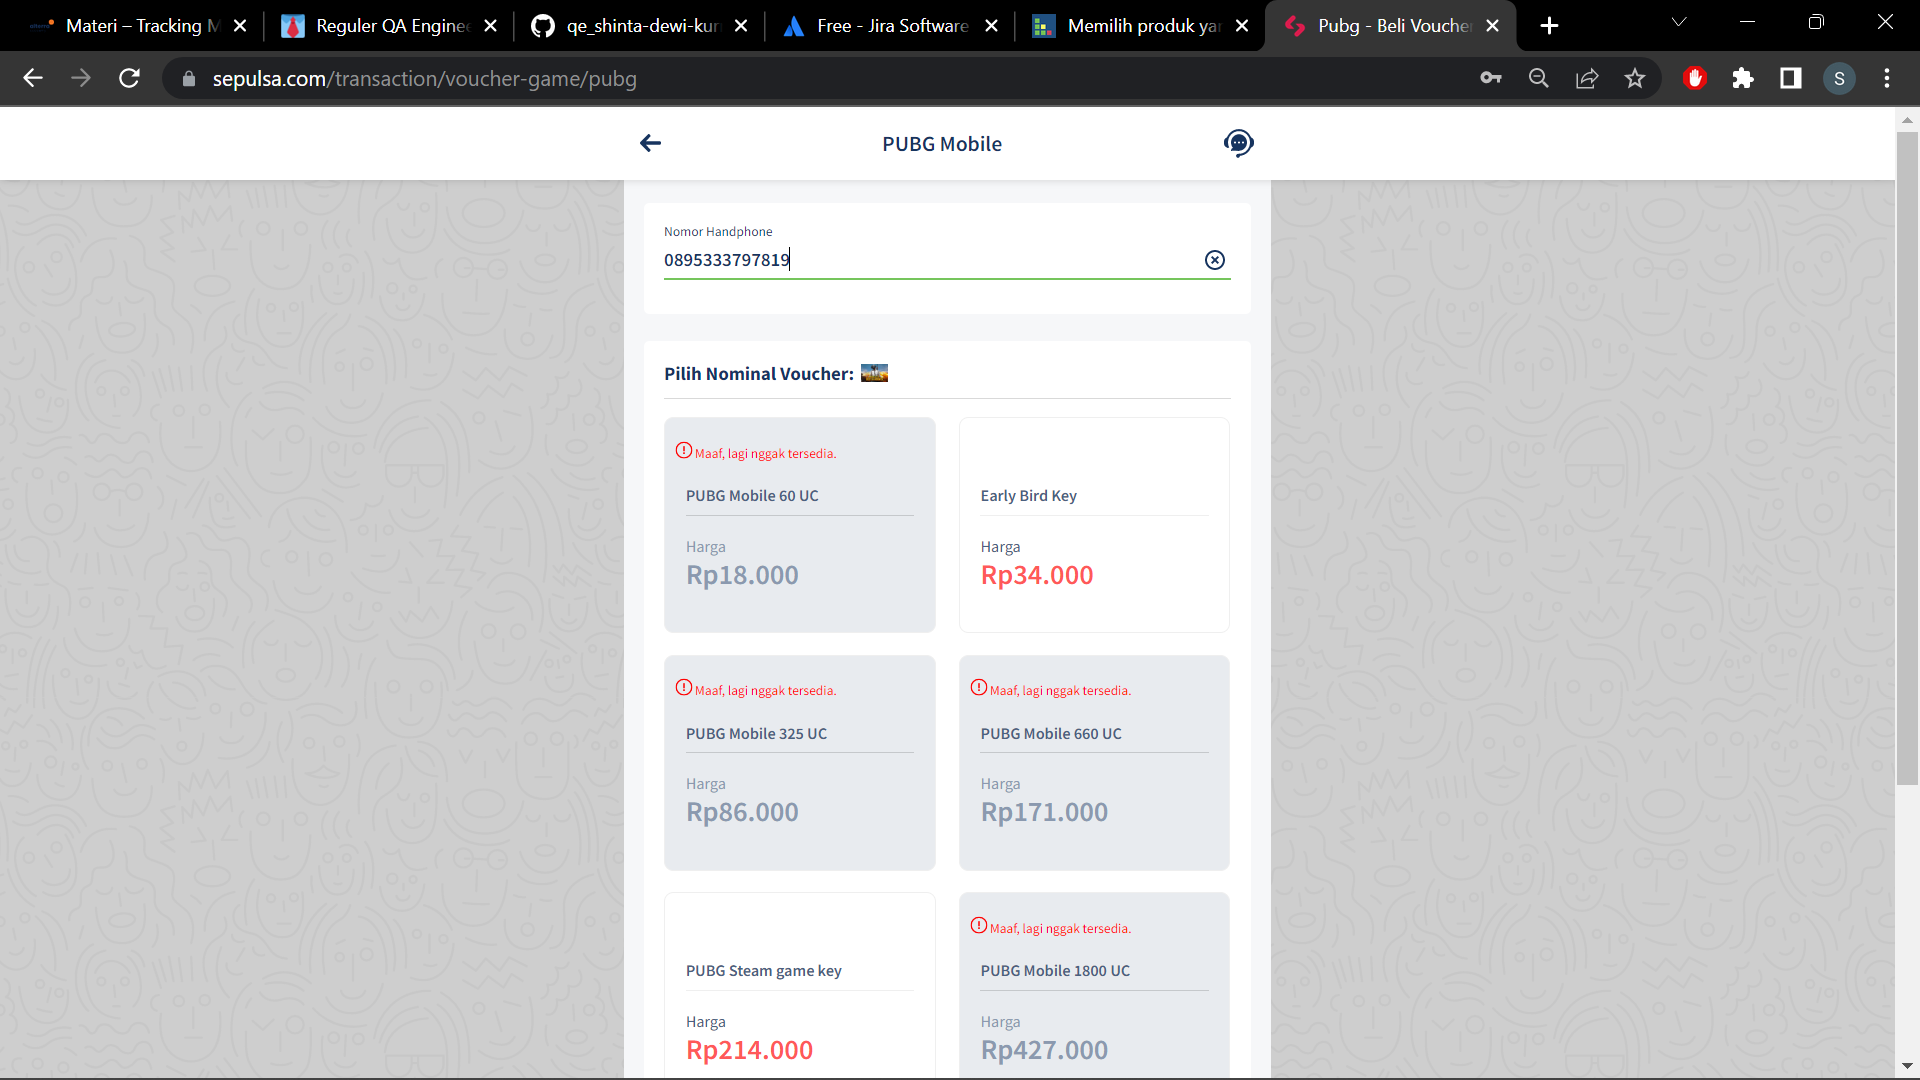 Materi – Tracking M
Reguler QA Enginee
qe_shinta-dewi-kur
Free - Jira Software
Memilih produk yan
Pubg - Beli Voucher
sepulsa.com/transaction/voucher-game/pubg
S
PUBG Mobile
Nomor Handphone
0895333797819
Pilih Nominal Voucher:
Maaf, lagi nggak tersedia.
PUBG Mobile 60 UC
Harga
Rp18.000
Early Bird Key
Harga
Rp34.000
Maaf, lagi nggak tersedia.
PUBG Mobile 325 UC
Harga
Rp86.000
Maaf, lagi nggak tersedia.
PUBG Mobile 660 UC
Harga
Rp171.000
PUBG Steam game key
Harga
Rp214.000
Maaf, lagi nggak tersedia.
PUBG Mobile 1800 UC
Harga
Rp427.000